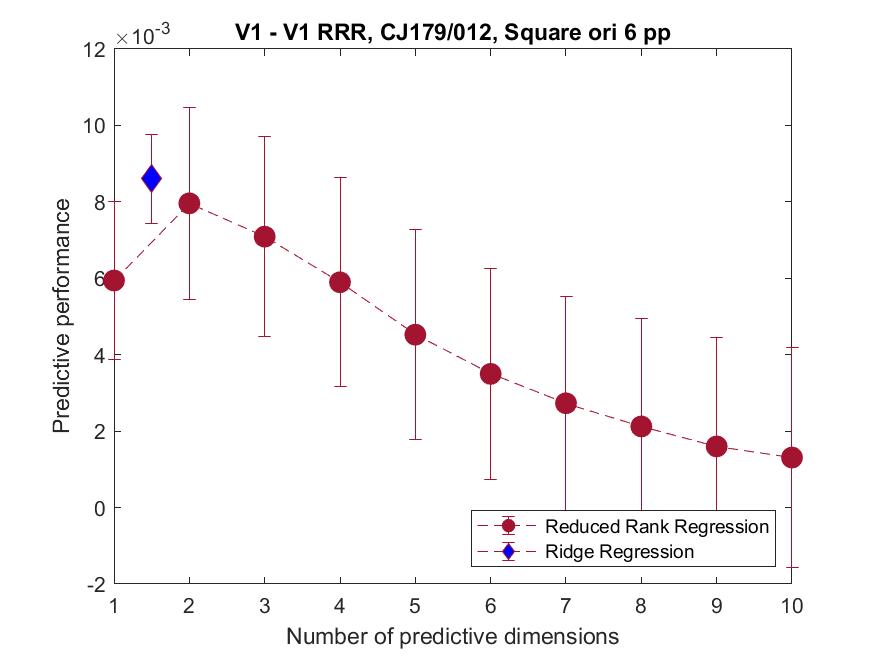 V1 - V1 RRR, CJ179/012, Square ori 6 pp
×10-3
12
10
8
6
4
2
0
-2
Predictive performance
1 2 3 4 5 6 7 8 9 10
Number of predictive dimensions
Reduced Rank Regression
Ridge Regression